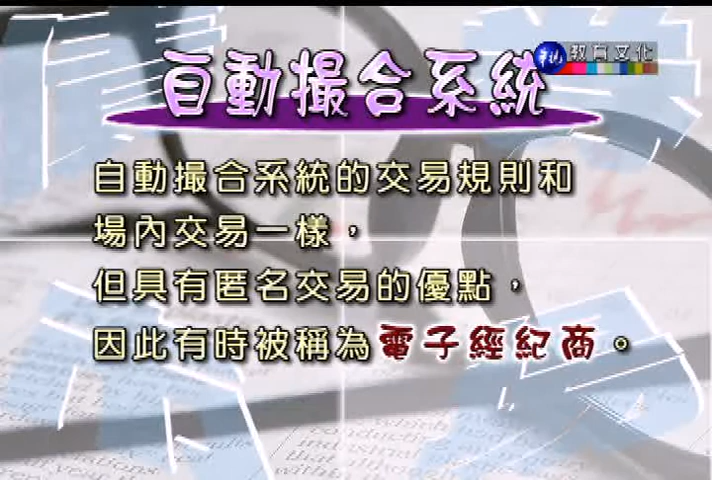 自動撮合系統
華視 教育文化
自動撮合系統的交易規則和
場內交易一樣，
但具有匿名交易的優點，
因此有時被稱為電子經紀商。